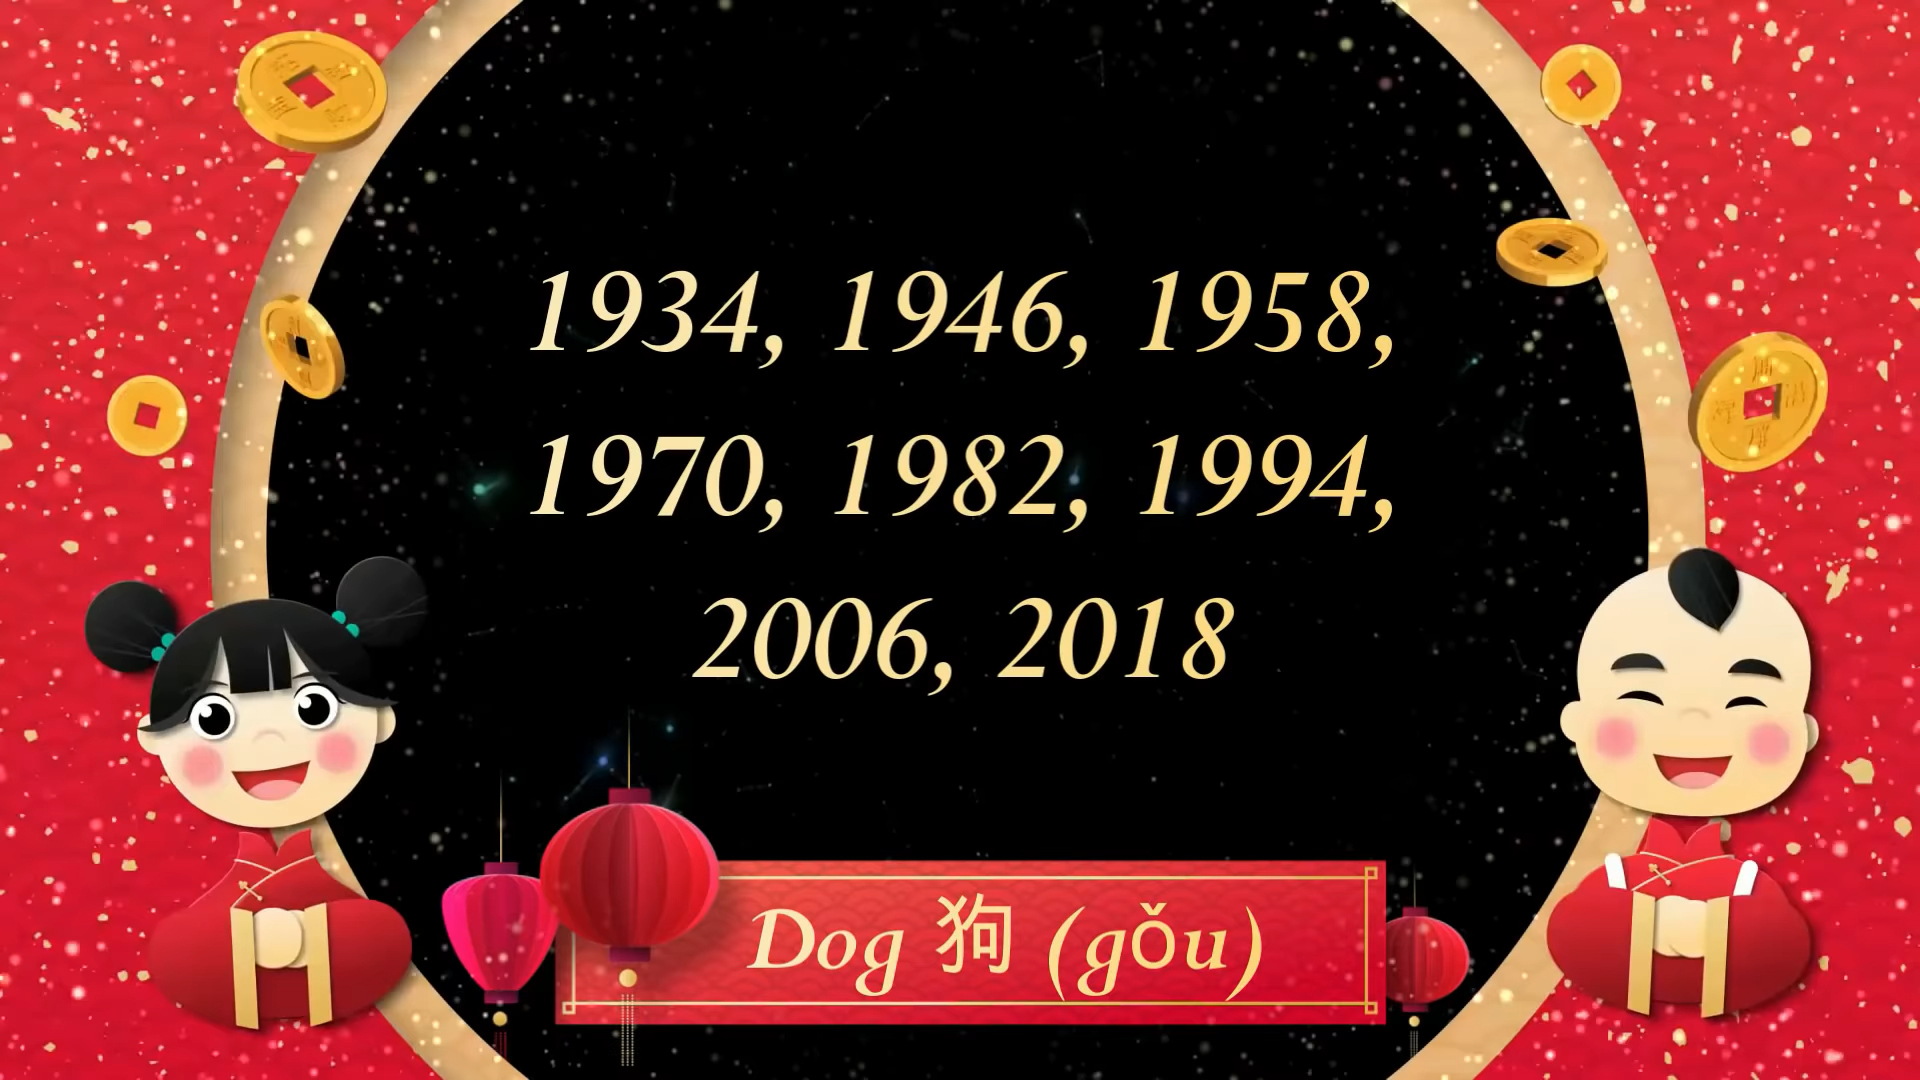 1934, 1946, 1958,
1970, 1982, 1994,
2006, 2018
Dog 狗 (gǒu)